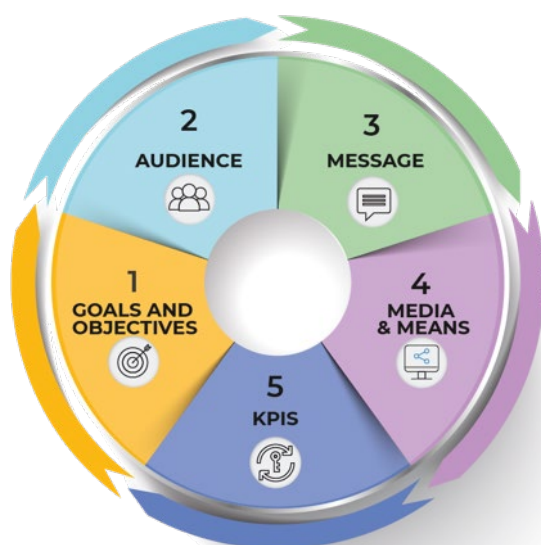 1
GOALS AND
OBJECTIVES
2
AUDIENCE
3
MESSAGE
4
MEDIA
& MEANS
5
KPIS